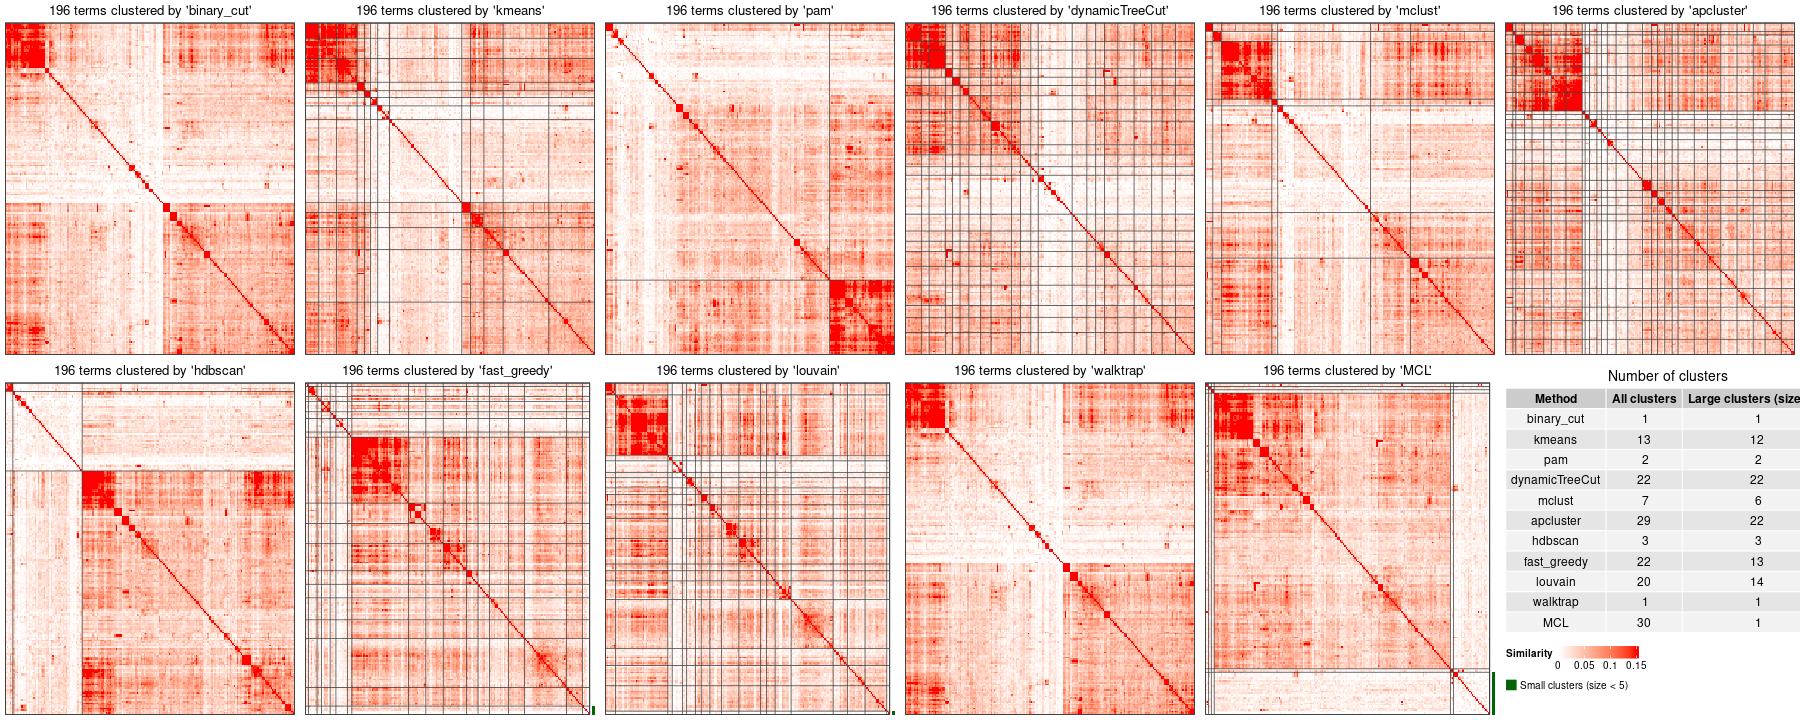 196 terms clustered by 'binary_cut'
196 terms clustered by 'kmeans'
196 terms clustered by 'pam'
196 terms clustered by 'dynamicTreeCut'
196 terms clustered by 'mclust'
196 terms clustered by 'apcluster'
196 terms clustered by 'hdbscan'
196 terms clustered by 'fast_greedy'
196 terms clustered by 'louvain'
196 terms clustered by 'walktrap'
196 terms clustered by 'MCL'
Number of clusters
Method All clusters Large clusters (size
binary_cut 1 1
kmeans 13 12
pam 2 2
dynamicTreeCut 22 22
mclust 7 6
apcluster 29 22
hdbscan 3 3
fast_greedy 22 13
louvain 20 14
walktrap 1 1
MCL 30 1
Similarity
0 0.05 0.1 0.15
Small clusters (size < 5)